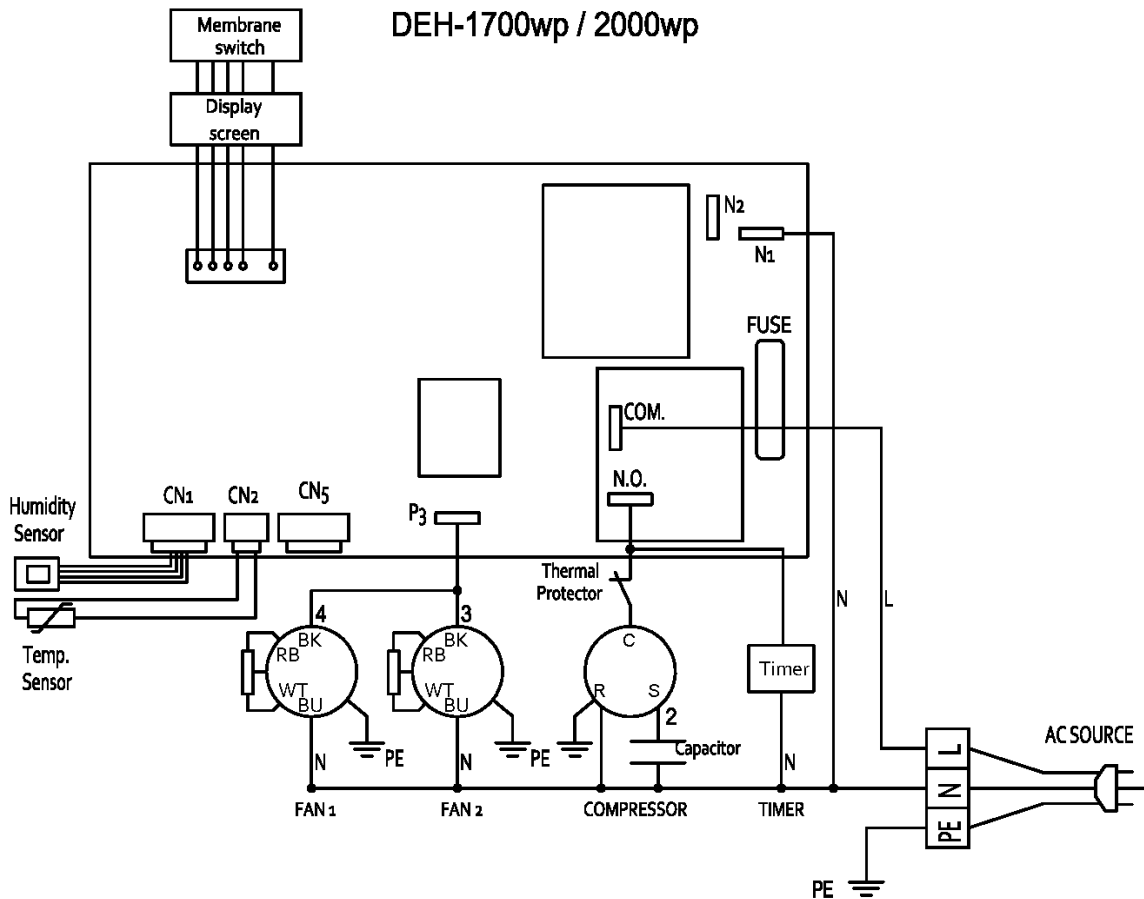 DEH-1700wp / 2000wp
Membrane
switch
Display
screen
N2
N1
FUSE
COM.
N.O.
CN1
CN2
CN5
P3
Humidity
Sensor
Temp.
Sensor
Thermal
Protector
4
3
BK
RB
WT
BU
BK
RB
WT
BU
C
R
S
2
Capacitor
Timer
N
L
N
PE
N
PE
N
FAN 1
FAN 2
COMPRESSOR
TIMER
AC SOURCE
L
N
PE
PE